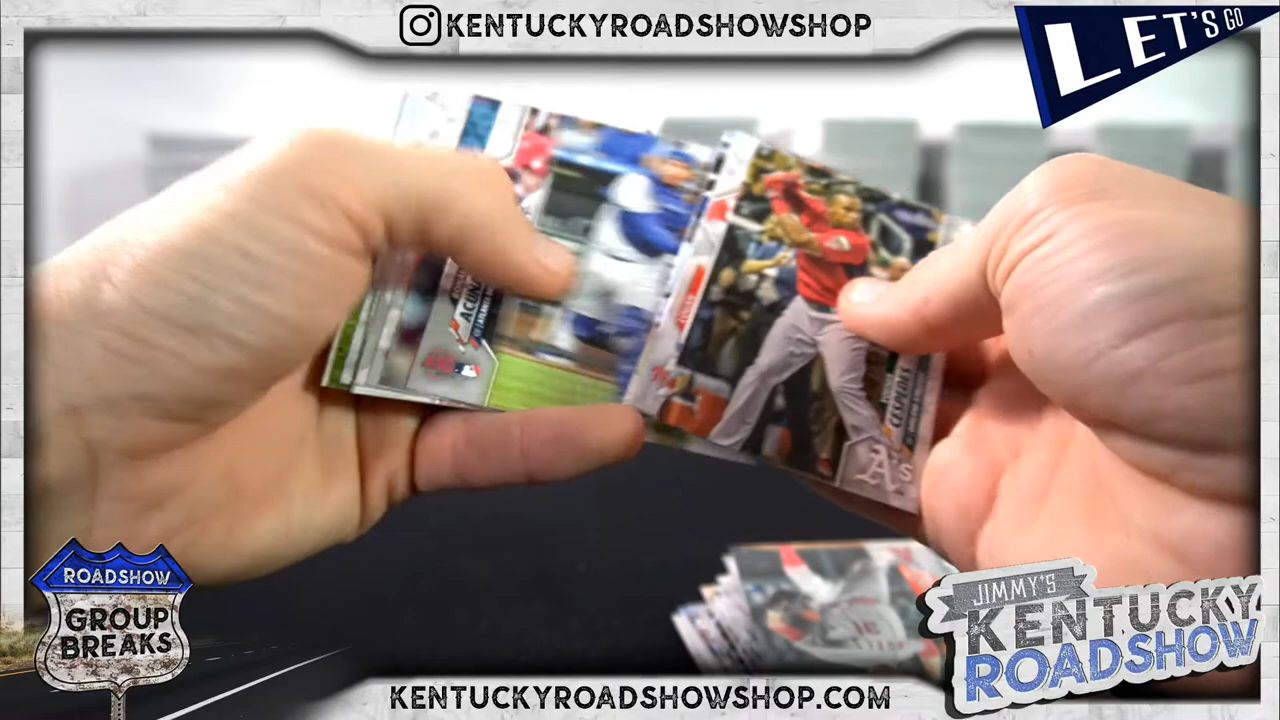 KENTUCKYROADSHOWSHOP
LET'S GO
ACUNA
CESPEDES
A's
ROADSHOW
GROUP
BREAKS
JIMMY'S
KENTUCKY
ROADSHOW
KENTUCKYROADSHOWSHOP.COM